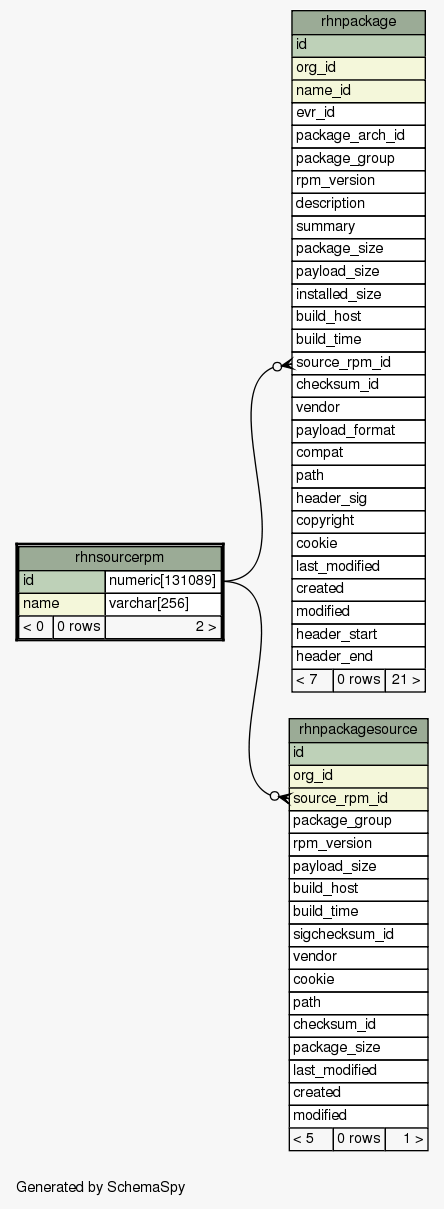 rhnpackage
id
org_id
name_id
evr_id
package_arch_id
package_group
rpm_version
description
summary
package_size
payload_size
installed_size
build_host
build_time
source_rpm_id
checksum_id
vendor
payload_format
compat
path
header_sig
copyright
cookie
last_modified
created
modified
header_start
header_end
< 7 0 rows 21 >
rhnsourcerpm
id numeric[131089]
name varchar[256]
< 0 0 rows 2 >
rhnpackagesource
id
org_id
source_rpm_id
package_group
rpm_version
payload_size
build_host
build_time
sigchecksum_id
vendor
cookie
path
checksum_id
package_size
last_modified
created
modified
< 5 0 rows 1 >
Generated by SchemaSpy